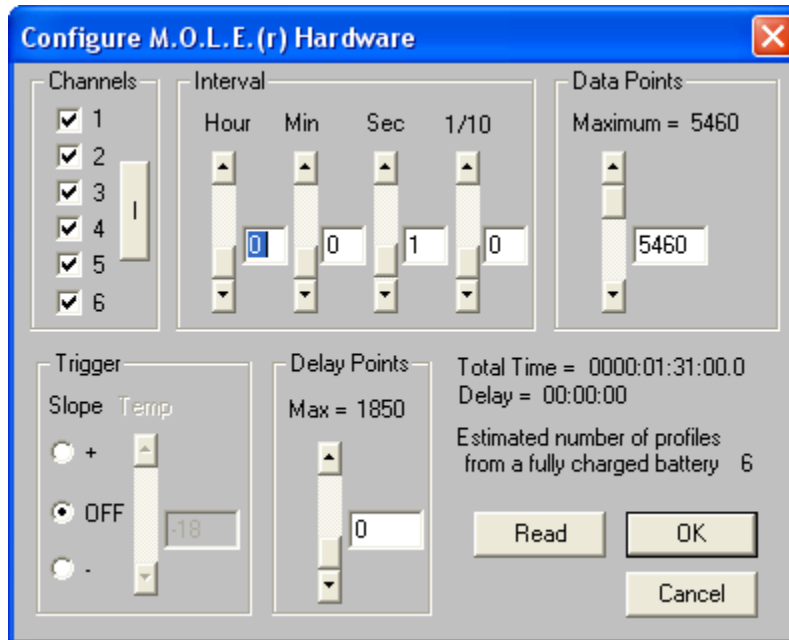 Configure M.O.L.E.(r) Hardware
Channels
1
2
3
4
5
6
I
Interval
Hour Min Sec 1/10
0 0 1 0
Data Points
Maximum = 5460
5460
Trigger
Slope Temp
+
OFF
-
-18
Delay Points
Max = 1850
0
Total Time = 0000:01:31:00.0
Delay = 00:00:00
Estimated number of profiles
from a fully charged battery 6
Read
OK
Cancel